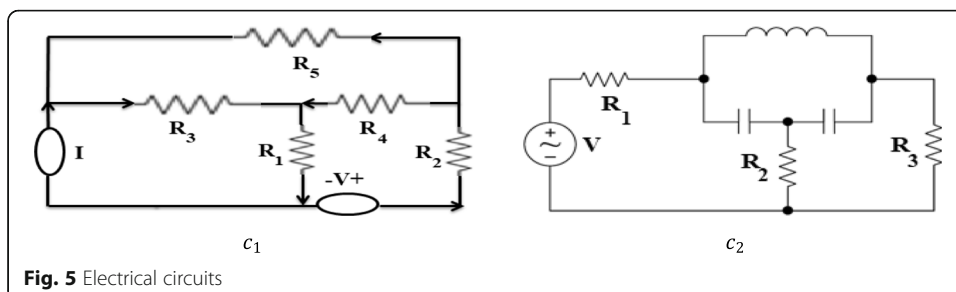 R5
R3
R4
I
R1
R2
-V+
c1
R1
+
~
−
V
R2
R3
c2
Fig. 5 Electrical circuits